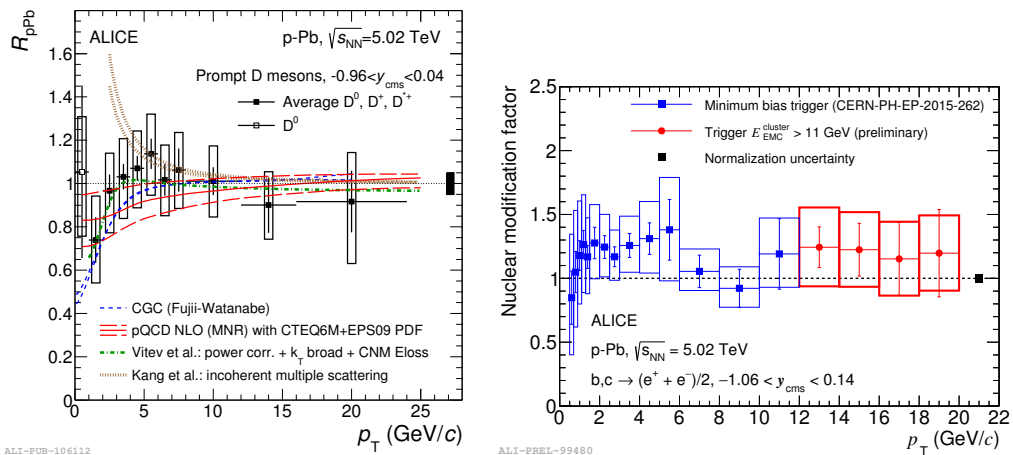 R_pPb
1.6
1.4
1.2
1
0.8
0.6
0.4
0.2
0
ALICE
p-Pb, √s_NN=5.02 TeV
Prompt D mesons, -0.96<y_cms<0.04
Average D^0, D^+, D^*+
D^0
CGC (Fujii-Watanabe)
pQCD NLO (MNR) with CTEQ6M+EPS09 PDF
Vitev et al.: power corr. + k_T broad + CNM Eloss
Kang et al.: incoherent multiple scattering
0 5 10 15 20 25
p_T (GeV/c)
ALI-PUB-106112
Nuclear modification factor
2.5
2
1.5
1
0.5
0
Minimum bias trigger (CERN-PH-EP-2015-262)
Trigger E_EMC^cluster > 11 GeV (preliminary)
Normalization uncertainty
ALICE
p-Pb, √s_NN = 5.02 TeV
b,c → (e^+ + e^-)/2, -1.06 < y_cms < 0.14
0 2 4 6 8 10 12 14 16 18 20 22
p_T (GeV/c)
ALI-PREL-99480